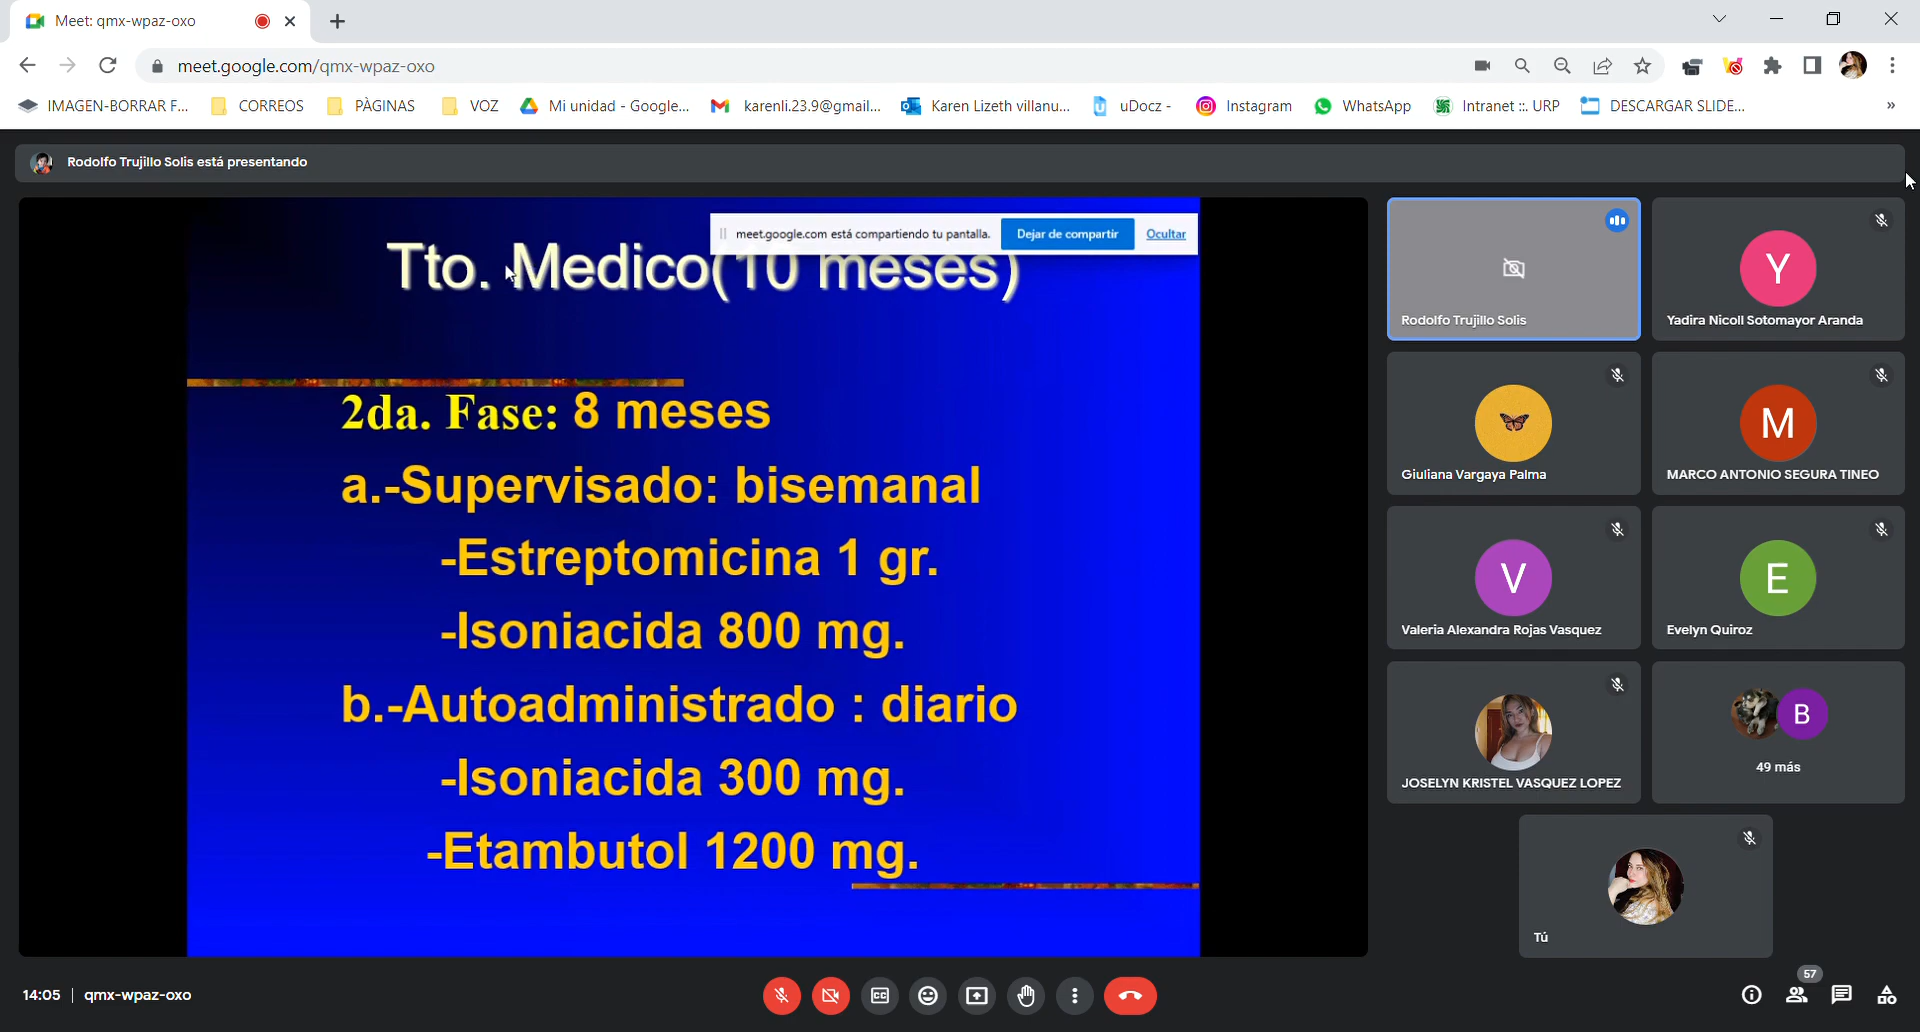 Meet: qmx-wpaz-oxo
meet.google.com/qmx-wpaz-oxo
IMAGEN-BORRAR F... CORREOS PÀGINAS VOZ Mi unidad - Google... karenli.23.9@gmail... Karen Lizeth villanu... uDocz - Instagram WhatsApp Intranet ::. URP DESCARGAR SLIDE... »
Rodolfo Trujillo Solis está presentando
meet.google.com está compartiendo tu pantalla. Dejar de compartir Ocultar
Tto. Medico(10 meses)
2da. Fase: 8 meses
a.-Supervisado: bisemanal
-Estreptomicina 1 gr.
-Isoniacida 800 mg.
b.-Autoadministrado : diario
-Isoniacida 300 mg.
-Etambutol 1200 mg.
Rodolfo Trujillo Solis
Y
Yadira Nicoll Sotomayor Aranda
Giuliana Vargaya Palma
M
MARCO ANTONIO SEGURA TINEO
V
Valeria Alexandra Rojas Vasquez
E
Evelyn Quiroz
JOSELYN KRISTEL VASQUEZ LOPEZ
B
49 más
Tú
14:05 | qmx-wpaz-oxo
CC
57